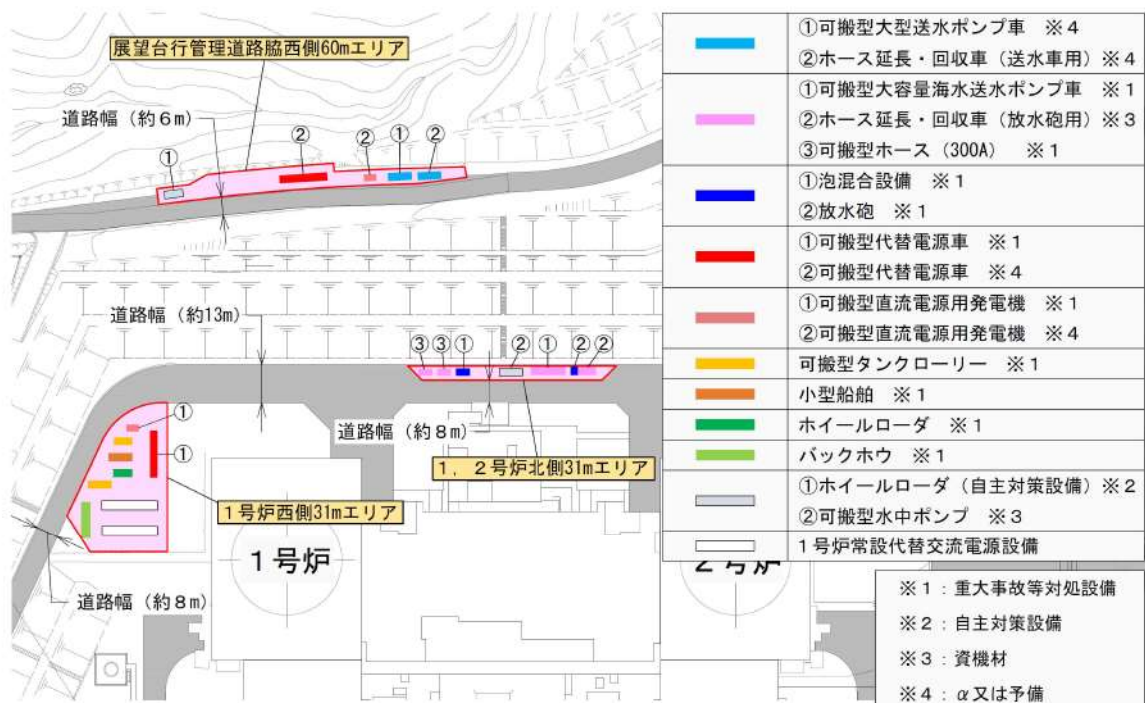 展望台行管理道路脇西側60mエリア
道路幅(約6m)
①
②
②
①
②
道路幅(約13m)
③
③
①
②
①
②
②
道路幅(約8m)
1,2号炉北側31mエリア
①
①
1号炉西側31mエリア
1号炉
2号炉
道路幅(約8m)
①可搬型大型送水ポンプ車 ※4
②ホース延長・回収車(送水車用)※4
①可搬型大容量海水送水ポンプ車 ※1
②ホース延長・回収車(放水砲用)※3
③可搬型ホース(300A) ※1
①泡混合設備 ※1
②放水砲 ※1
①可搬型代替電源車 ※1
②可搬型代替電源車 ※4
①可搬型直流電源用発電機 ※1
②可搬型直流電源用発電機 ※4
可搬型タンクローリー ※1
小型船舶 ※1
ホイールローダ ※1
バックホウ ※1
①ホイールローダ(自主対策設備)※2
②可搬型水中ポンプ ※3
1号炉常設代替交流電源設備
※1:重大事故等対処設備
※2:自主対策設備
※3:資機材
※4:α又は予備